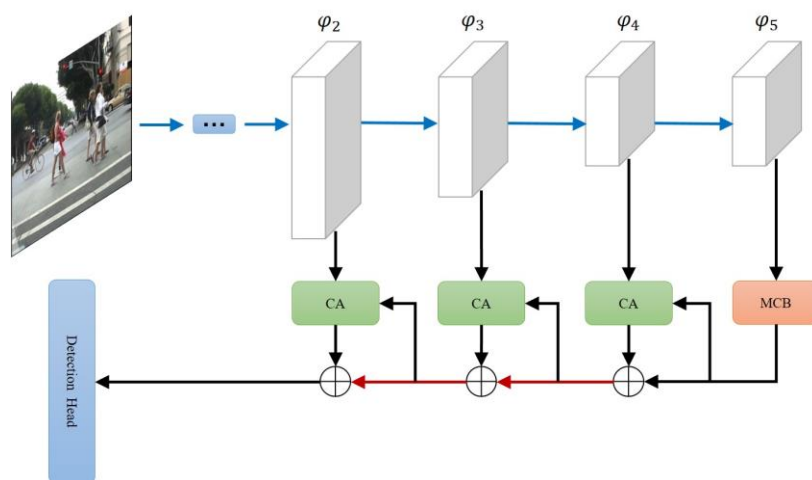 φ₂ φ₃ φ₄ φ₅
...
CA CA CA MCB
Detection Head